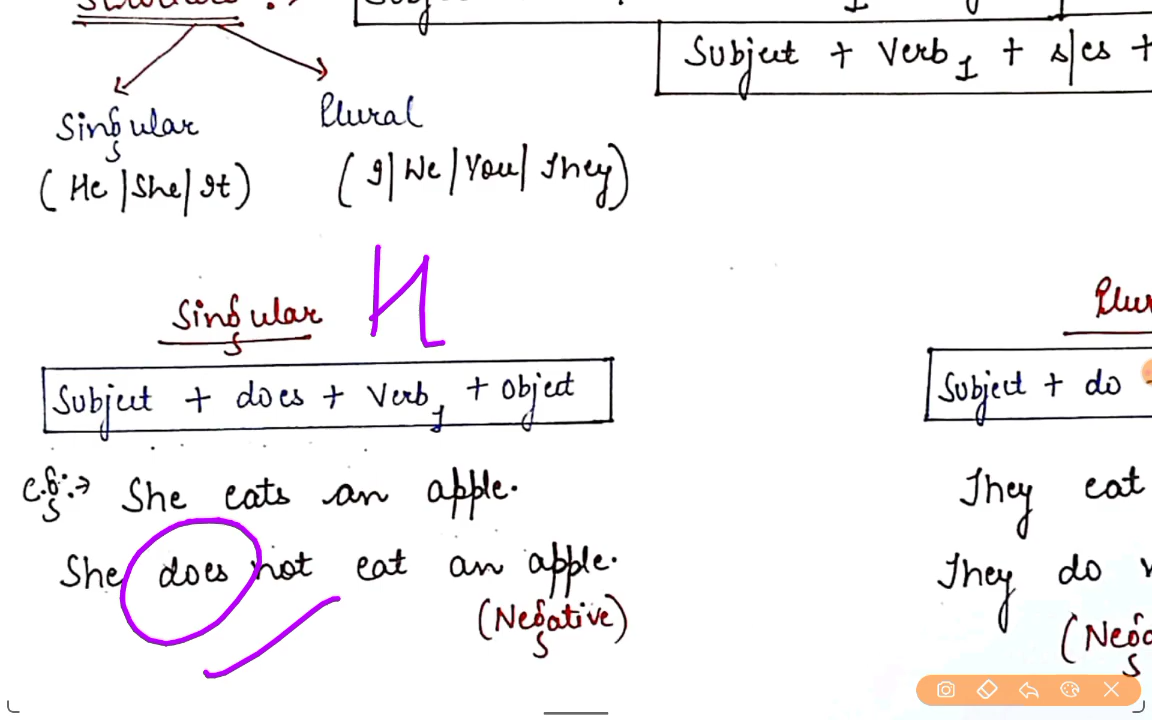 Subject + Verb1 + s/es +
Singular
Plural
(He/She/It)
(I/We/You/They)
H
Singular
Subject + does + Verb1 + Object
Subject + do
e.g.:→ She eats an apple.
They eat
She does not eat an apple.
They do
(Negative)